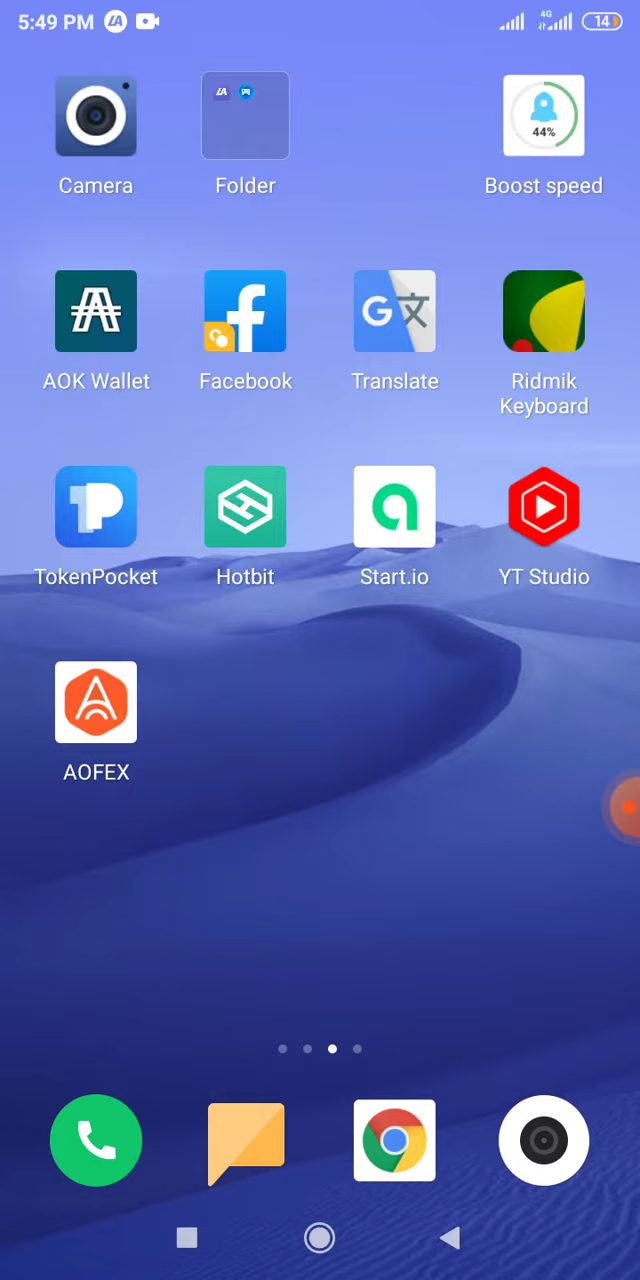 5:49 PM
4G
14
44%
Camera
Folder
Boost speed
AOK Wallet
Facebook
Translate
Ridmik
Keyboard
TokenPocket
Hotbit
Start.io
YT Studio
AOFEX